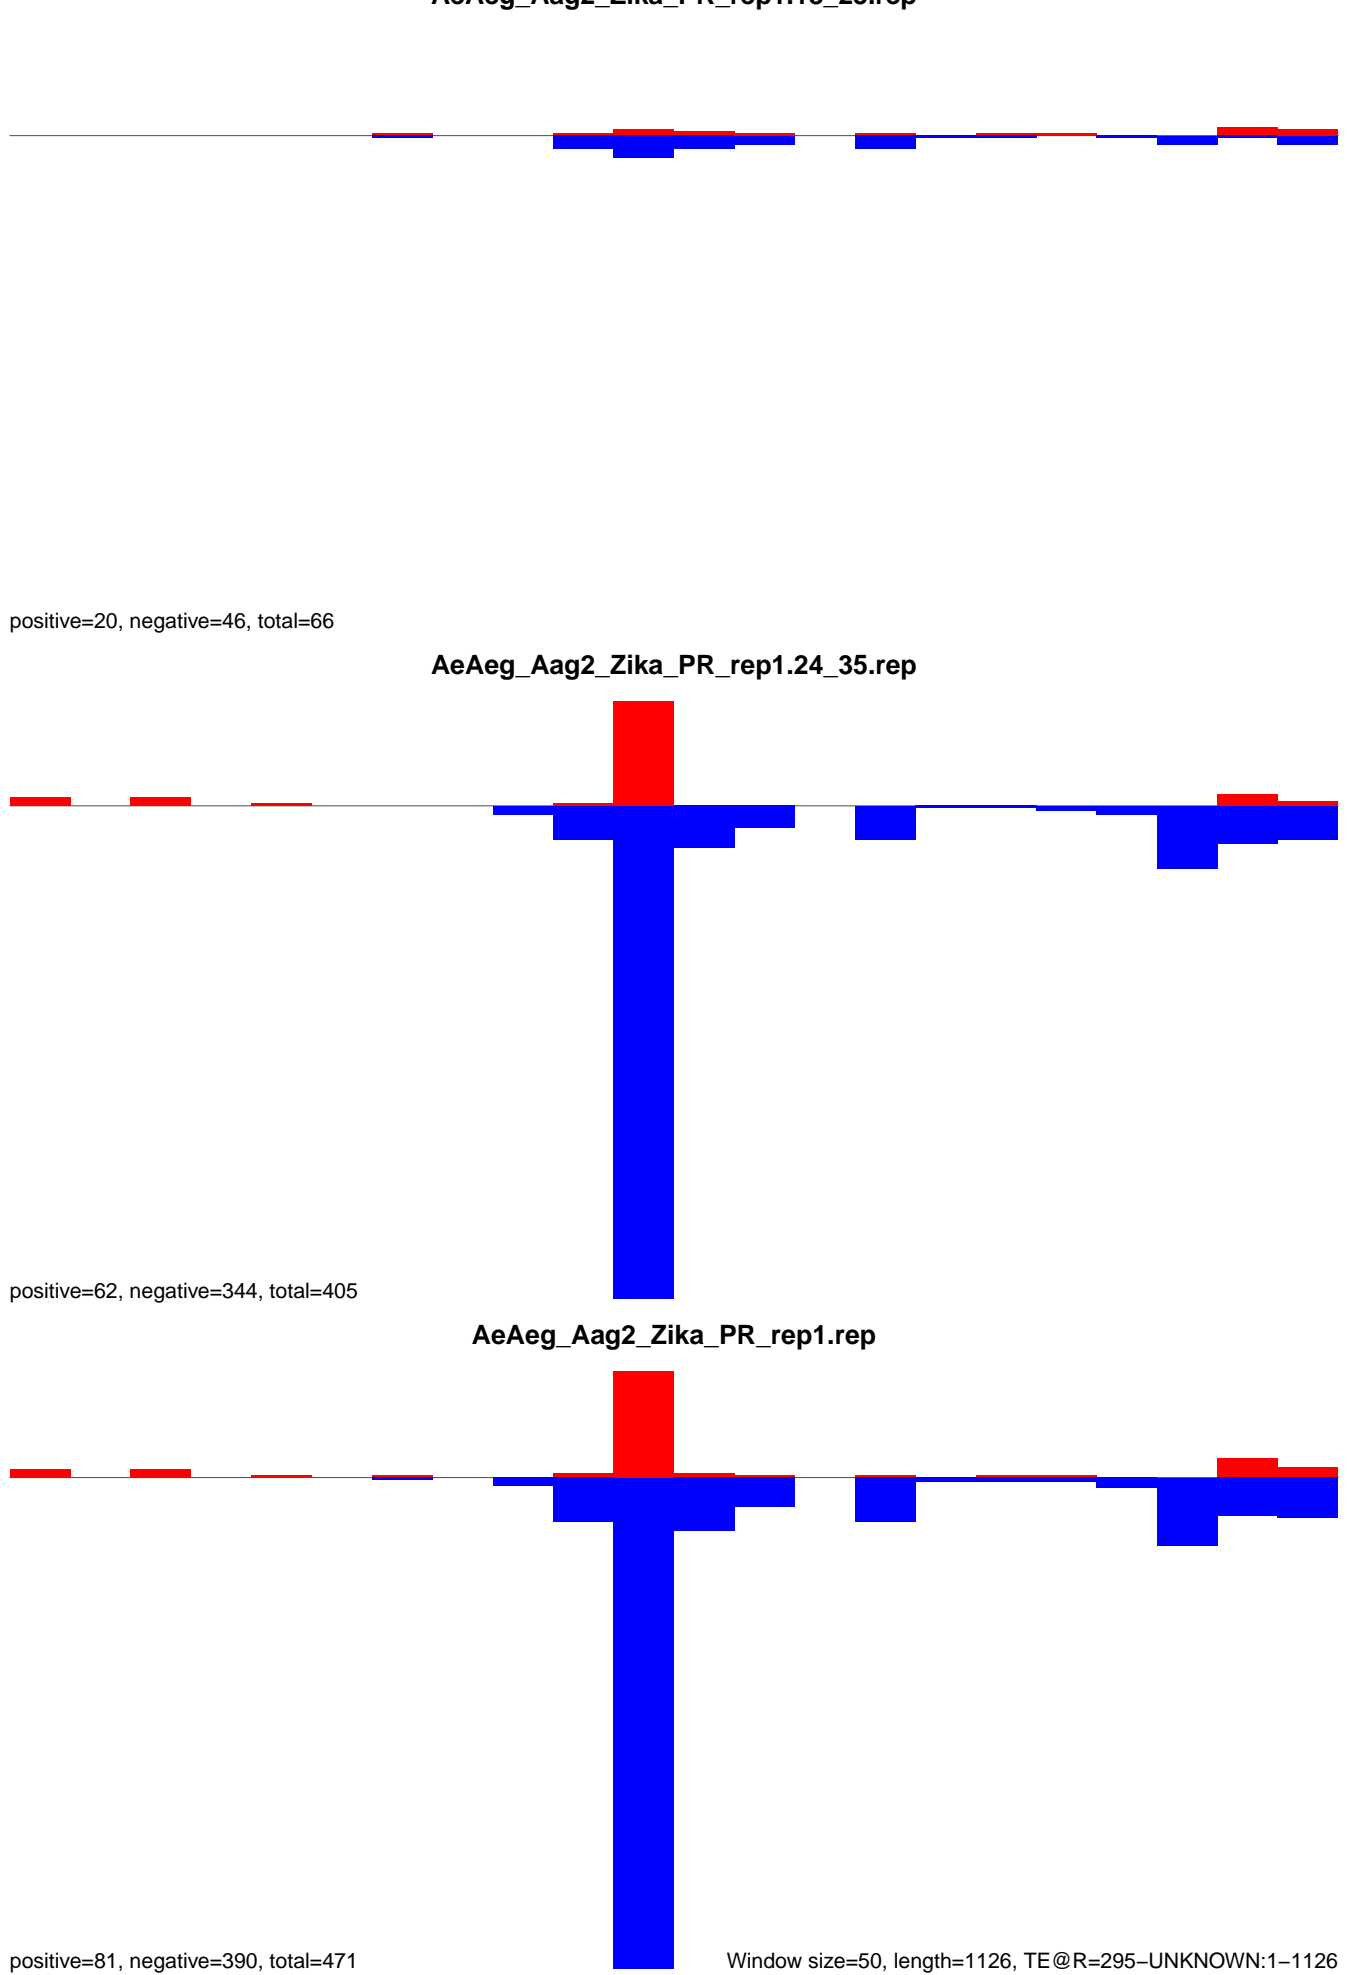 positive=20, negative=46, total=66
AeAeg_Aag2_Zika_PR_rep1.24_35.rep
positive=62, negative=344, total=405
AeAeg_Aag2_Zika_PR_rep1.rep
positive=81, negative=390, total=471
Window size=50, length=1126, TE@R=295−UNKNOWN:1−1126